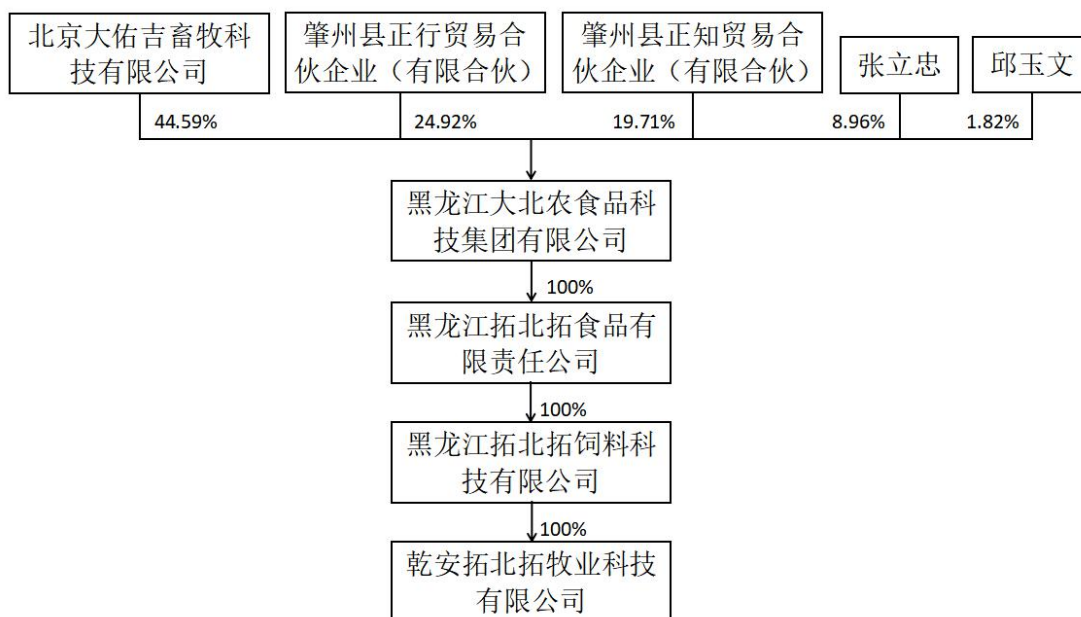 北京大佑吉畜牧科
技有限公司
肇州县正行贸易合
伙企业（有限合伙）
肇州县正知贸易合
伙企业（有限合伙）
张立忠
邱玉文
44.59%
24.92%
19.71%
8.96%
1.82%
黑龙江大北农食品科
技集团有限公司
100%
黑龙江拓北拓食品有
限责任公司
100%
黑龙江拓北拓饲料科
技有限公司
100%
乾安拓北拓牧业科技
有限公司